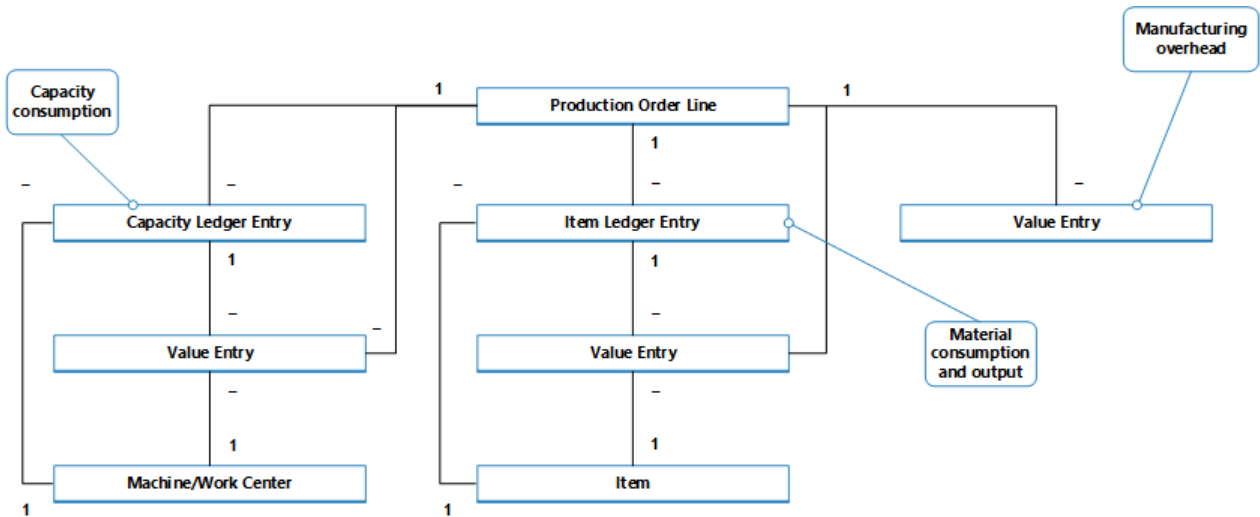 Manufacturing
overhead
Capacity
consumption
1
Production Order Line
1
1
–
–
–
–
–
Capacity Ledger Entry
Item Ledger Entry
Value Entry
1
1
–
–
–
Value Entry
Value Entry
Material
consumption
and output
–
–
1
1
Machine/Work Center
Item
1
1